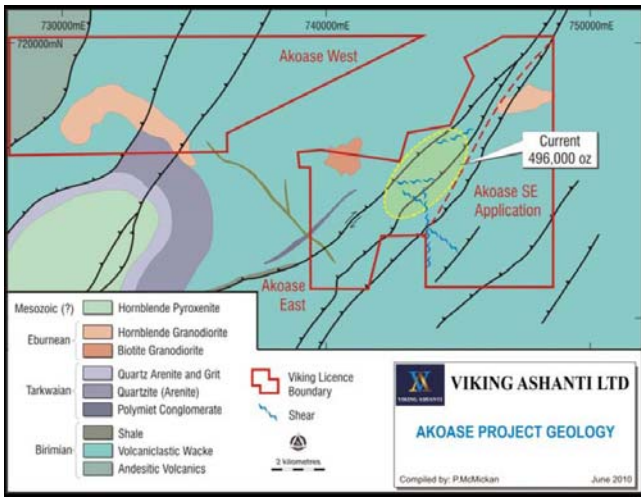 730000mE
740000mE
750000mE
720000mN
Akoase West
Current
496,000 oz
Akoase SE
Application
Akoase
East
Mesozoic (?)
Hornblende Pyroxenite
Eburnean
Hornblende Granodiorite
Biotite Granodiorite
Tarkwaian
Quartz Arenite and Grit
Quartzite (Arenite)
Polymiet Conglomerate
Birimian
Shale
Volcaniclastic Wacke
Andesitic Volcanics
Viking Licence
Boundary
Shear
2 kilometres
VIKING ASHANTI
VIKING ASHANTI LTD
AKOASE PROJECT GEOLOGY
Compiled by: P.McMickan
June 2010